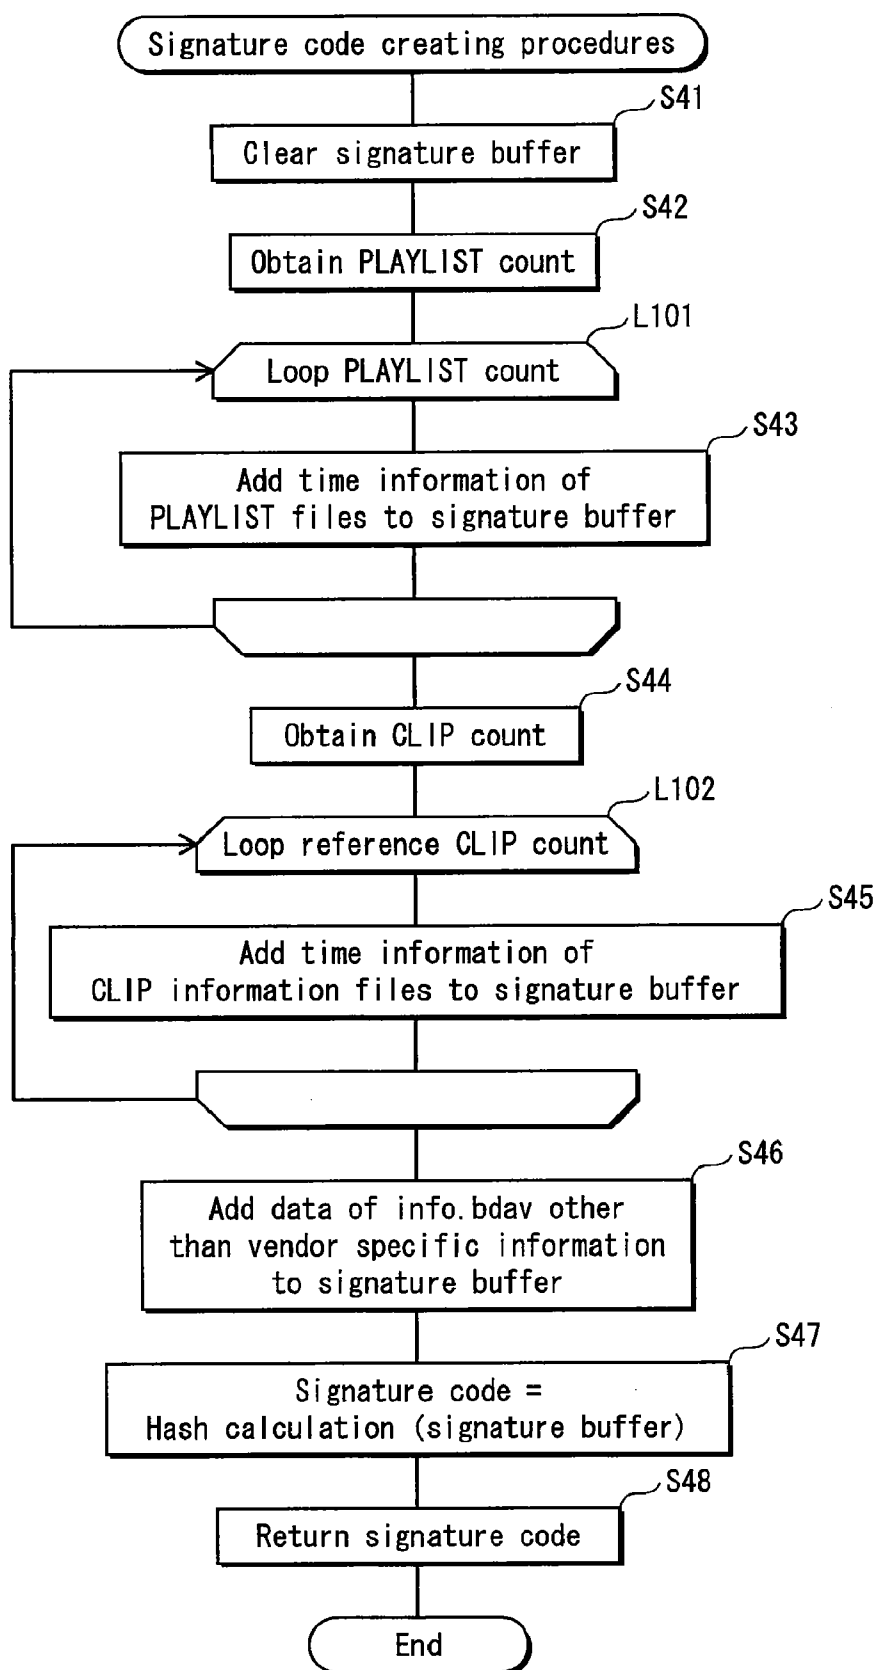 Signature code creating procedures
S41
Clear signature buffer
S42
Obtain PLAYLIST count
L101
Loop PLAYLIST count
S43
Add time information of
PLAYLIST files to signature buffer
S44
Obtain CLIP count
L102
Loop reference CLIP count
S45
Add time information of
CLIP information files to signature buffer
S46
Add data of info.bdav other
than vendor specific information
to signature buffer
S47
Signature code =
Hash calculation (signature buffer)
S48
Return signature code
End